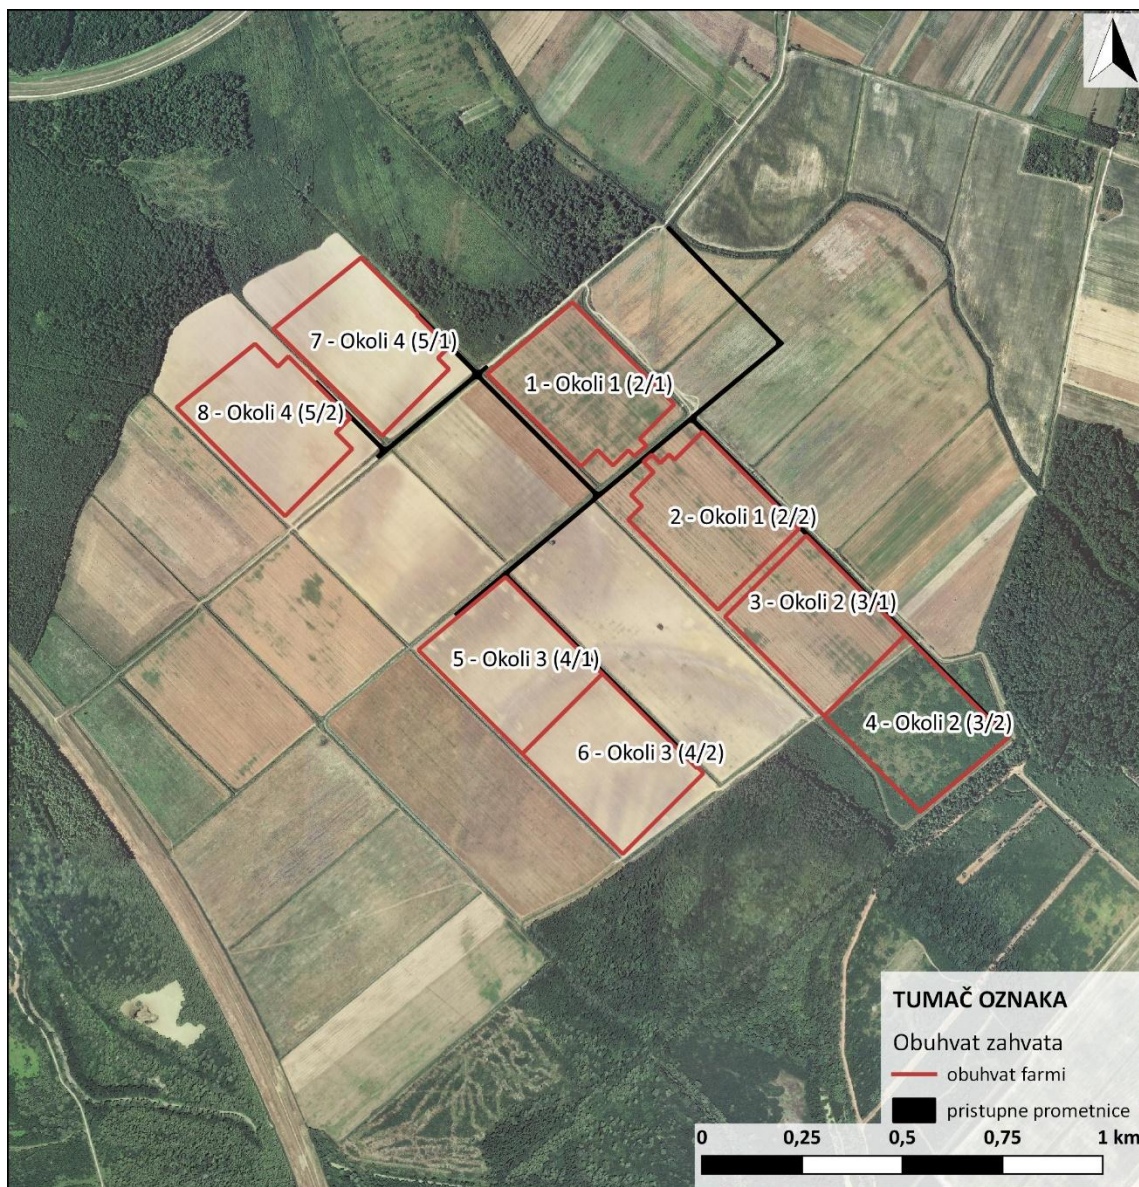 7 - Okoli 4 (5/1)
1 - Okoli 1 (2/1)
8 - Okoli 4 (5/2)
2 - Okoli 1 (2/2)
3 - Okoli 2 (3/1)
5 - Okoli 3 (4/1)
4 - Okoli 2 (3/2)
6 - Okoli 3 (4/2)
TUMAČ OZNAKA
Obuhvat zahvata
obuhvat farmi
pristupne prometnice
0 0,25 0,5 0,75 1 km